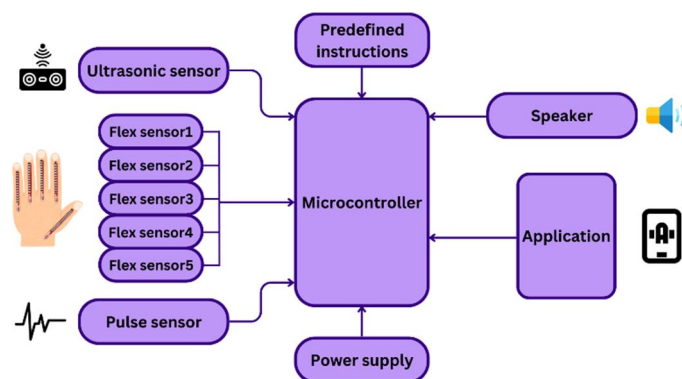 Predefined
instructions
Ultrasonic sensor
Speaker
Flex sensor1
Flex sensor2
Flex sensor3
Flex sensor4
Flex sensor5
Microcontroller
Application
A
Pulse sensor
Power supply